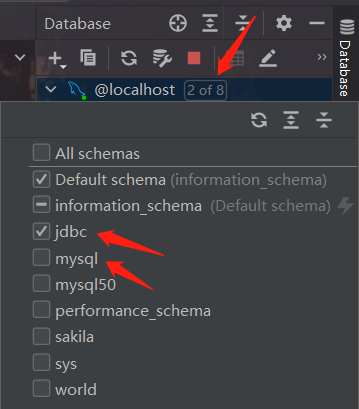 Database
@localhost 2 of 8
Database
All schemas
Default schema (information_schema)
information_schema (Default schema)
jdbc
mysql
mysql50
performance_schema
sakila
sys
world